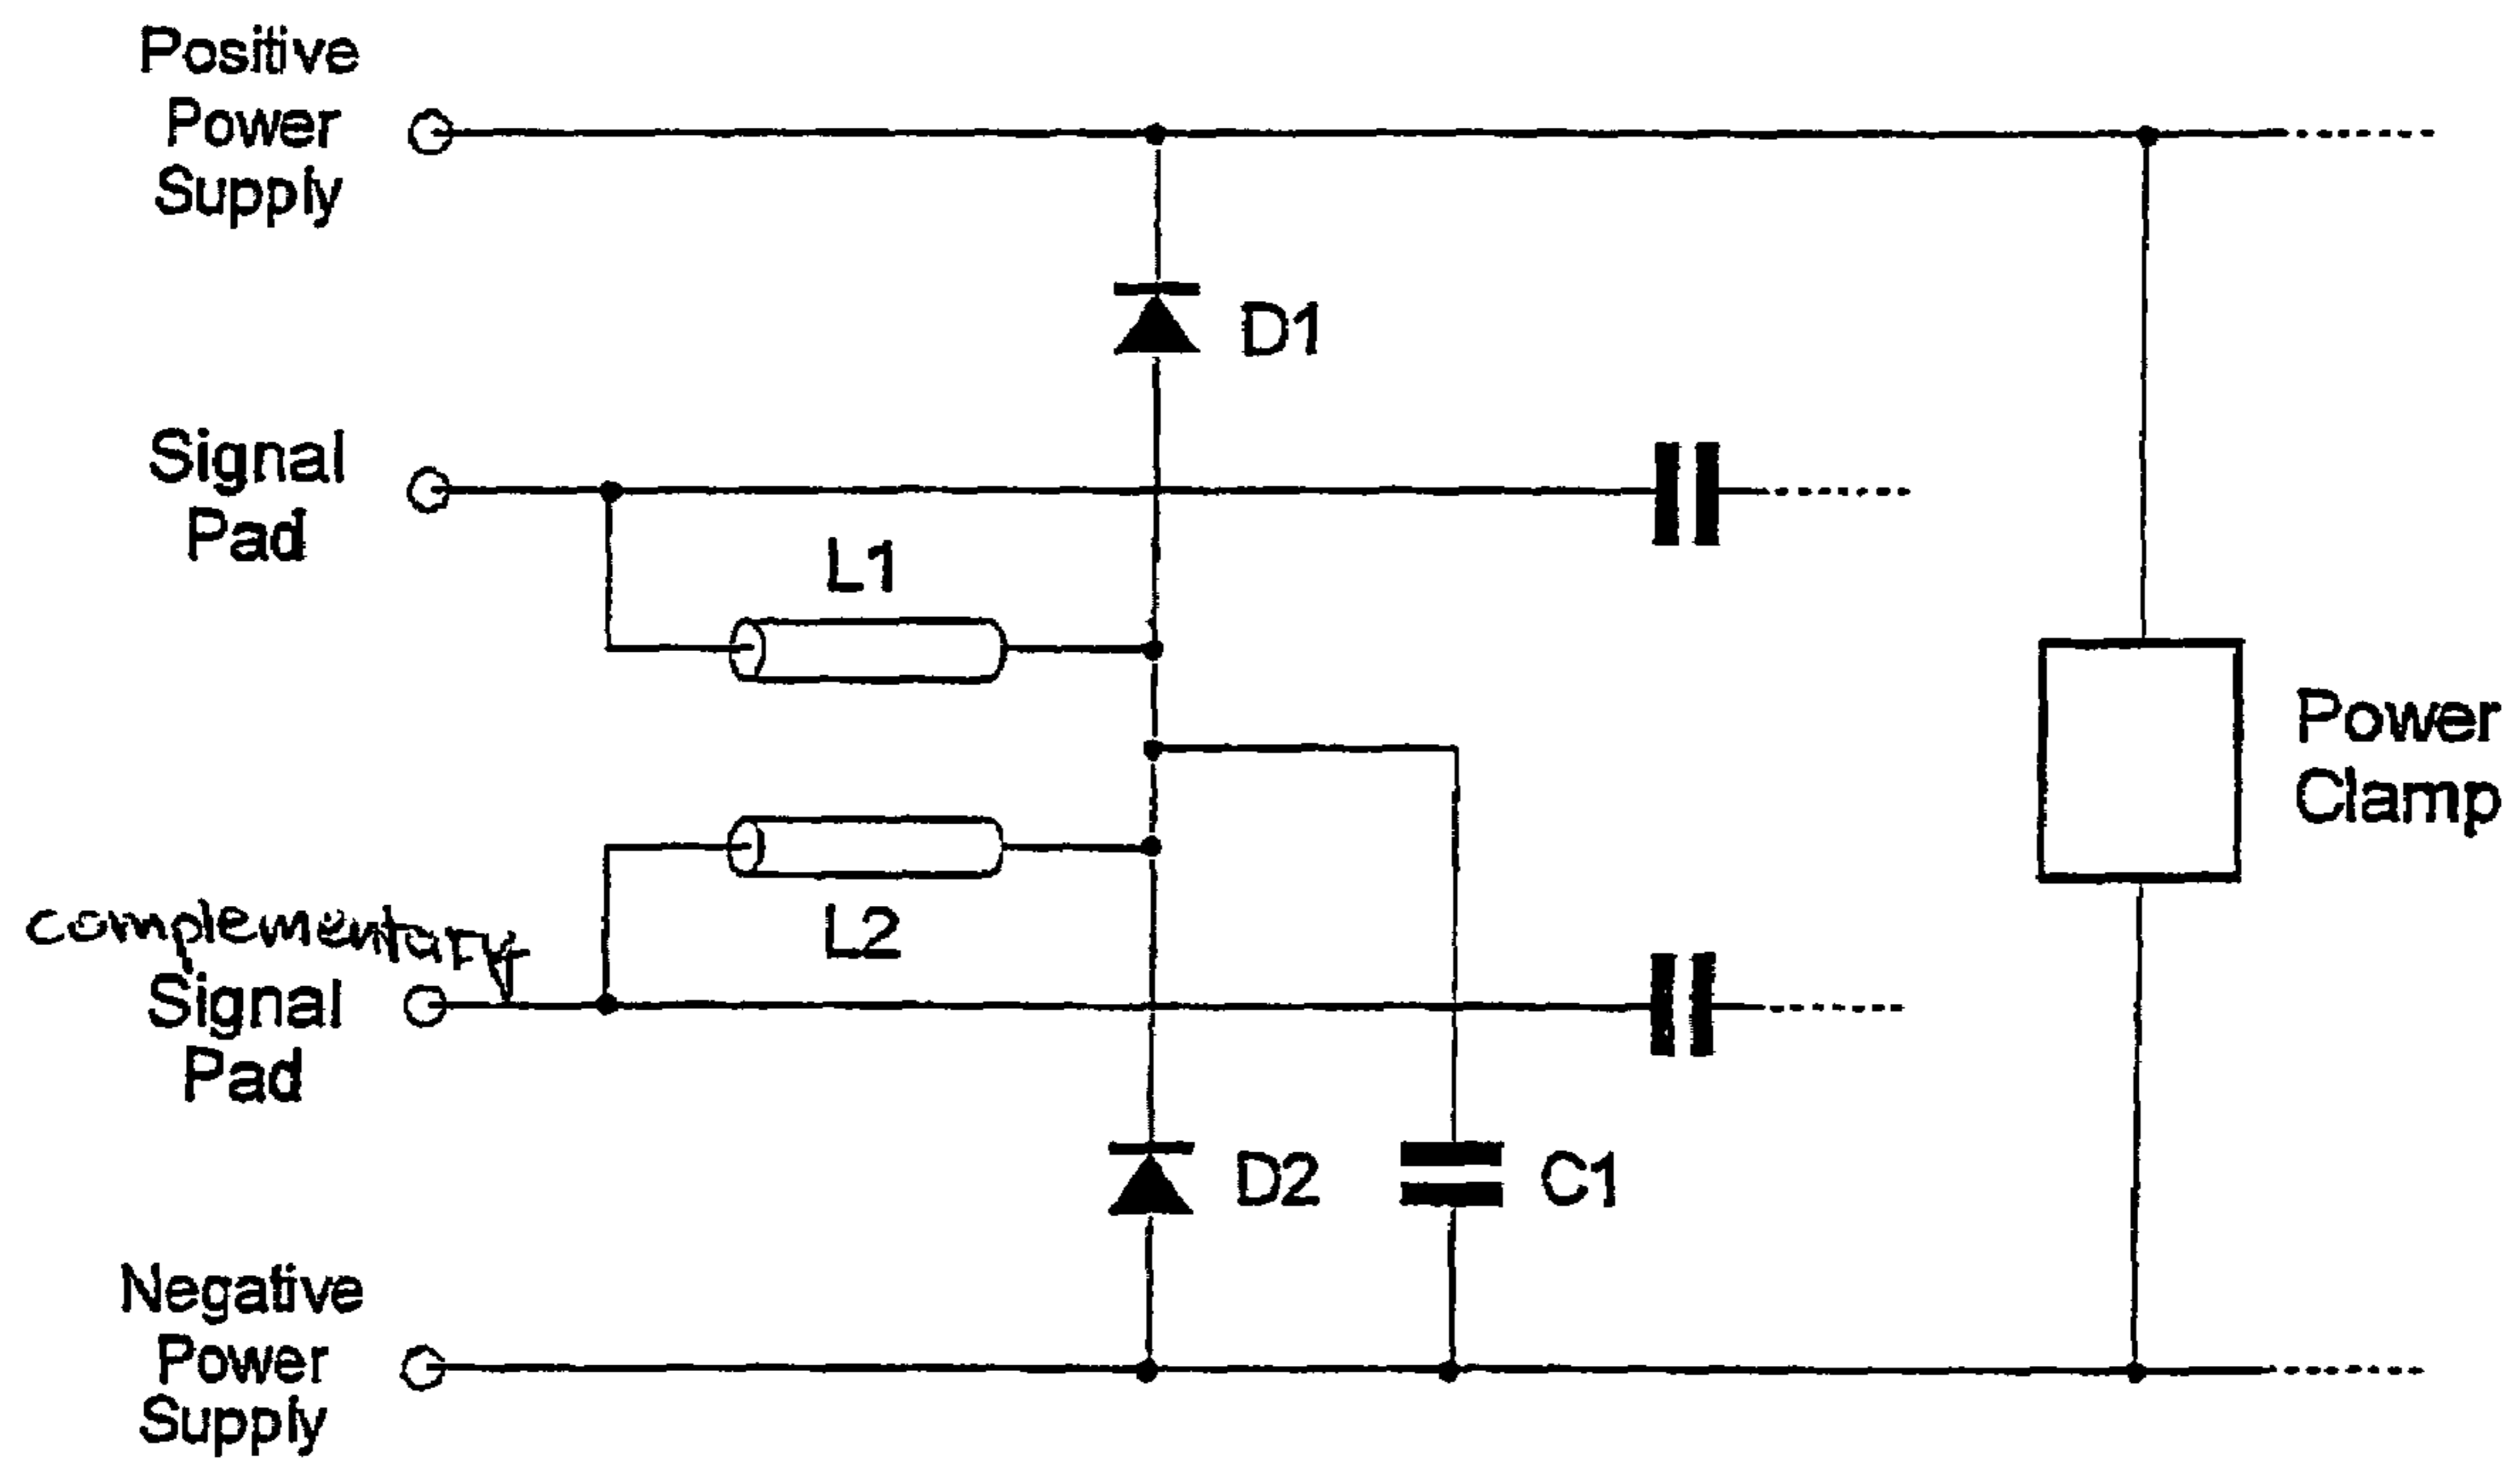 Positive
Power
Supply
D1
Signal
Pad
L1
Power
Clamp
L2
complementary
Signal
Pad
D2
C1
Negative
Power
Supply